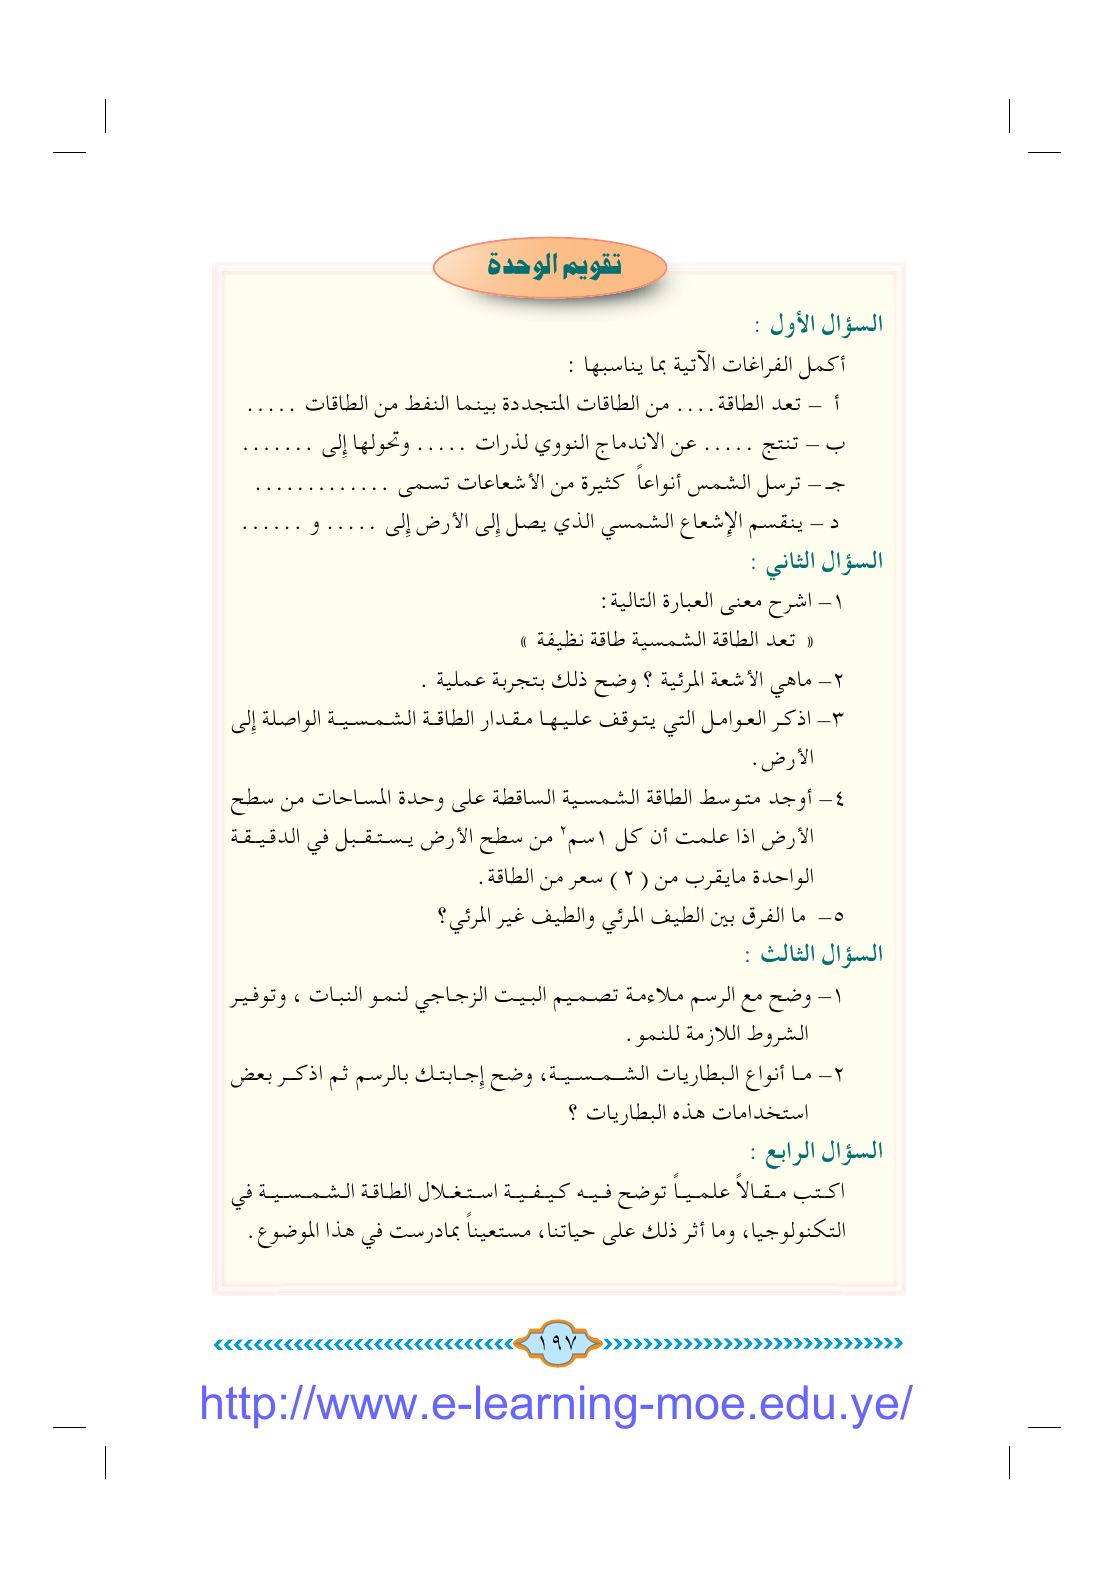 تقويم الوحدة
السؤال الأول :
أكمل الفراغات الآتية بما يناسبها :
أ – تعد الطاقة .... من الطاقات المتجددة بينما النفط من الطاقات .....
ب – تنتج ..... عن الاندماج النووي لذرات ..... وتحولها إلى .......
جـ – ترسل الشمس أنواعاً كثيرة من الأشعاعات تسمى .............
د – ينقسم الإشعاع الشمسي الذي يصل إلى الأرض إلى ..... و ......
السؤال الثاني :
١– اشرح معنى العبارة التالية:
« تعد الطاقة الشمسية طاقة نظيفة »
٢– ماهي الأشعة المرئية ؟ وضح ذلك بتجربة عملية .
٣– اذكر العوامل التي يتوقف عليها مقدار الطاقة الشمسية الواصلة إلى
الأرض.
٤– أوجد متوسط الطاقة الشمسية الساقطة على وحدة المساحات من سطح
الأرض اذا علمت أن كل ١سم٢ من سطح الأرض يستقبل في الدقيقة
الواحدة مايقرب من ( ٢ ) سعر من الطاقة.
٥– ما الفرق بين الطيف المرئي والطيف غير المرئي؟
السؤال الثالث :
١– وضح مع الرسم ملاءمة تصميم البيت الزجاجي لنمو النبات ، وتوفير
الشروط اللازمة للنمو.
٢– ما أنواع البطاريات الشمسية، وضح إجابتك بالرسم ثم اذكر بعض
استخدامات هذه البطاريات ؟
السؤال الرابع :
اكتب مقالاً علمياً توضح فيه كيفية استغلال الطاقة الشمسية في
التكنولوجيا، وما أثر ذلك على حياتنا، مستعيناً بمادرست في هذا الموضوع.
١٩٧
http://www.e-learning-moe.edu.ye/